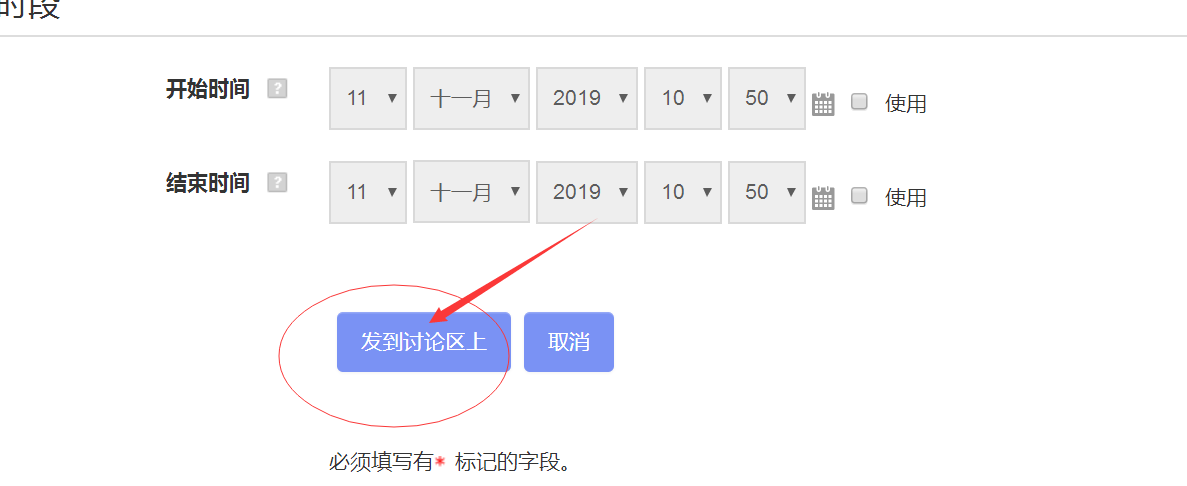 时段
开始时间 ? 11 十一月 2019 10 50 使用
结束时间 ? 11 十一月 2019 10 50 使用
发到讨论区上 取消
必须填写有* 标记的字段。